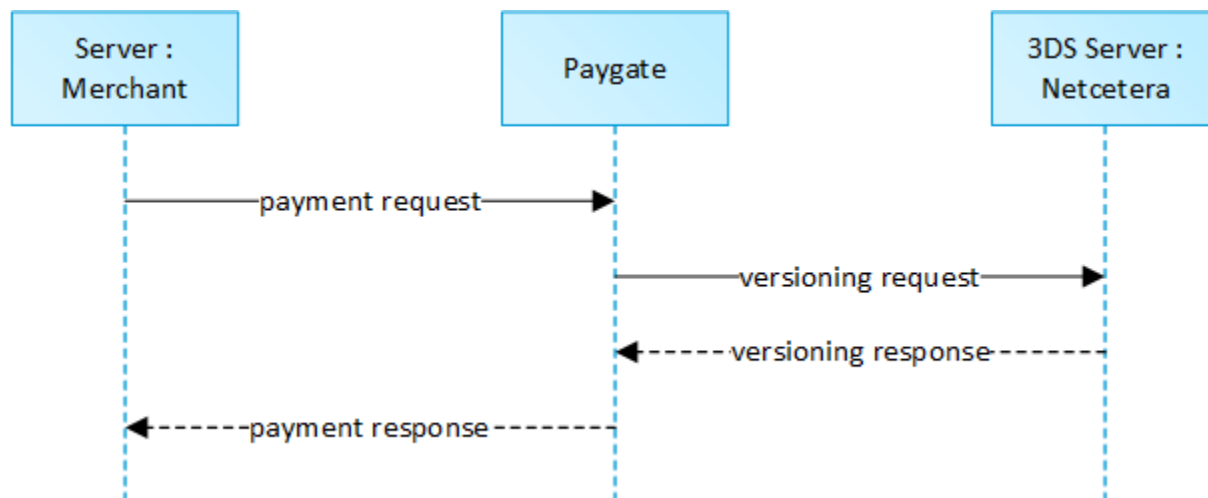 Server :
Merchant
Paygate
3DS Server :
Netcetera
payment request
versioning request
versioning response
payment response